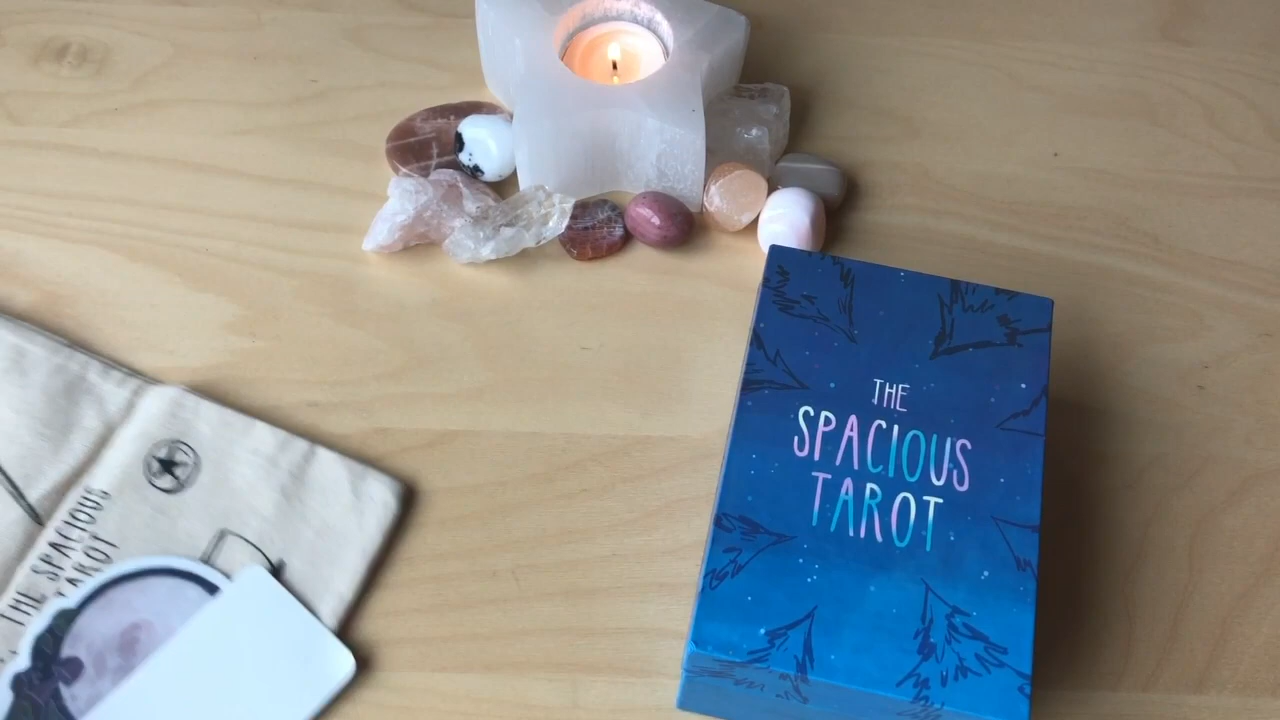 THE
SPACIOUS
TAROT
THE SPACIOUS
TAROT